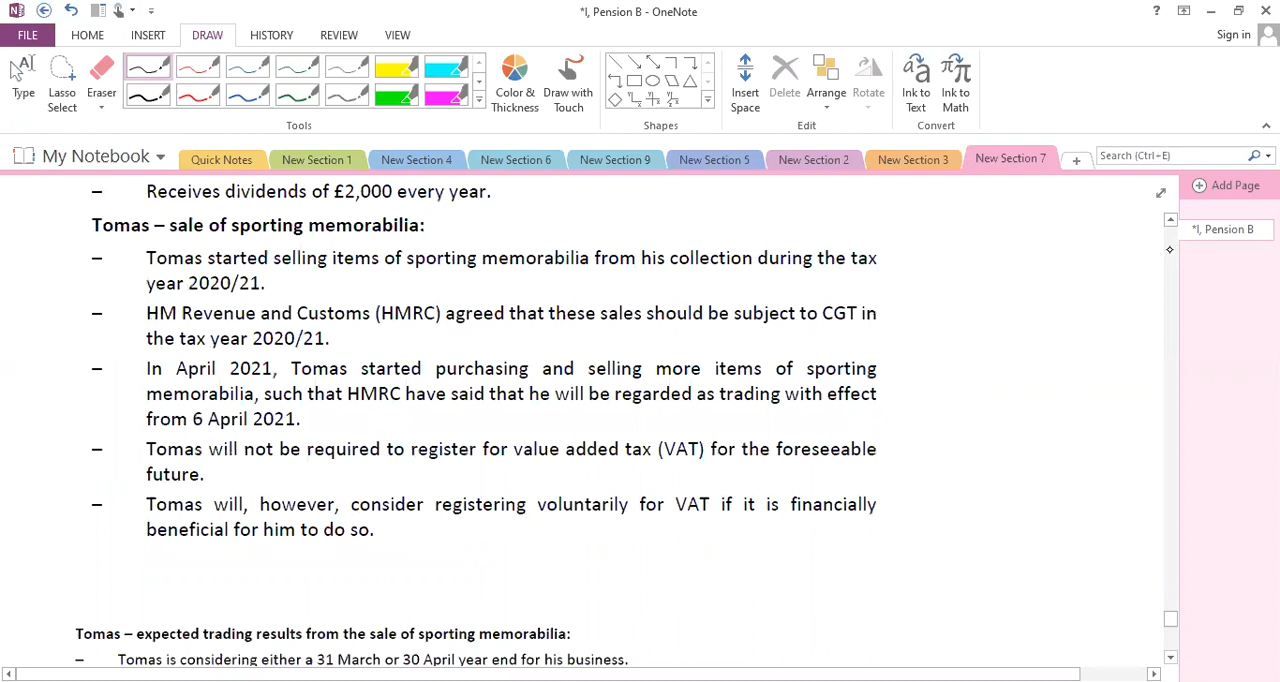 *I, Pension B - OneNote
?
Sign in
FILE HOME INSERT DRAW HISTORY REVIEW VIEW
Type
Lasso Select
Eraser
Color & Thickness
Draw with Touch
Insert Space
Delete
Arrange
Rotate
Ink to Text
Ink to Math
Tools Shapes Edit Convert
My Notebook Quick Notes New Section 1 New Section 4 New Section 6 New Section 9 New Section 5 New Section 2 New Section 3 New Section 7 + Search (Ctrl+E)
Add Page
*I, Pension B
– Receives dividends of £2,000 every year.
Tomas – sale of sporting memorabilia:
– Tomas started selling items of sporting memorabilia from his collection during the tax
year 2020/21.
– HM Revenue and Customs (HMRC) agreed that these sales should be subject to CGT in
the tax year 2020/21.
– In April 2021, Tomas started purchasing and selling more items of sporting
memorabilia, such that HMRC have said that he will be regarded as trading with effect
from 6 April 2021.
– Tomas will not be required to register for value added tax (VAT) for the foreseeable
future.
– Tomas will, however, consider registering voluntarily for VAT if it is financially
beneficial for him to do so.
Tomas – expected trading results from the sale of sporting memorabilia:
– Tomas is considering either a 31 March or 30 April year end for his business.